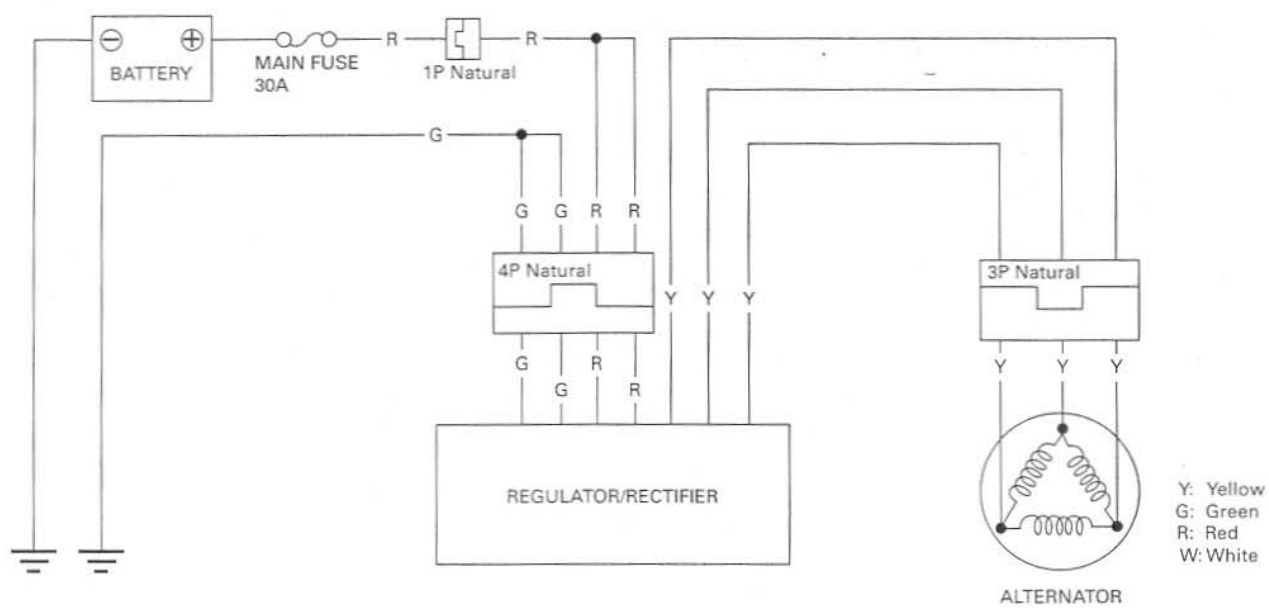 ⊖ ⊕
BATTERY
MAIN FUSE
30A
R
1P Natural
R
G
G G R R
4P Natural
G G R R
Y Y Y
REGULATOR/RECTIFIER
3P Natural
Y Y Y
ALTERNATOR
Y: Yellow
G: Green
R: Red
W: White